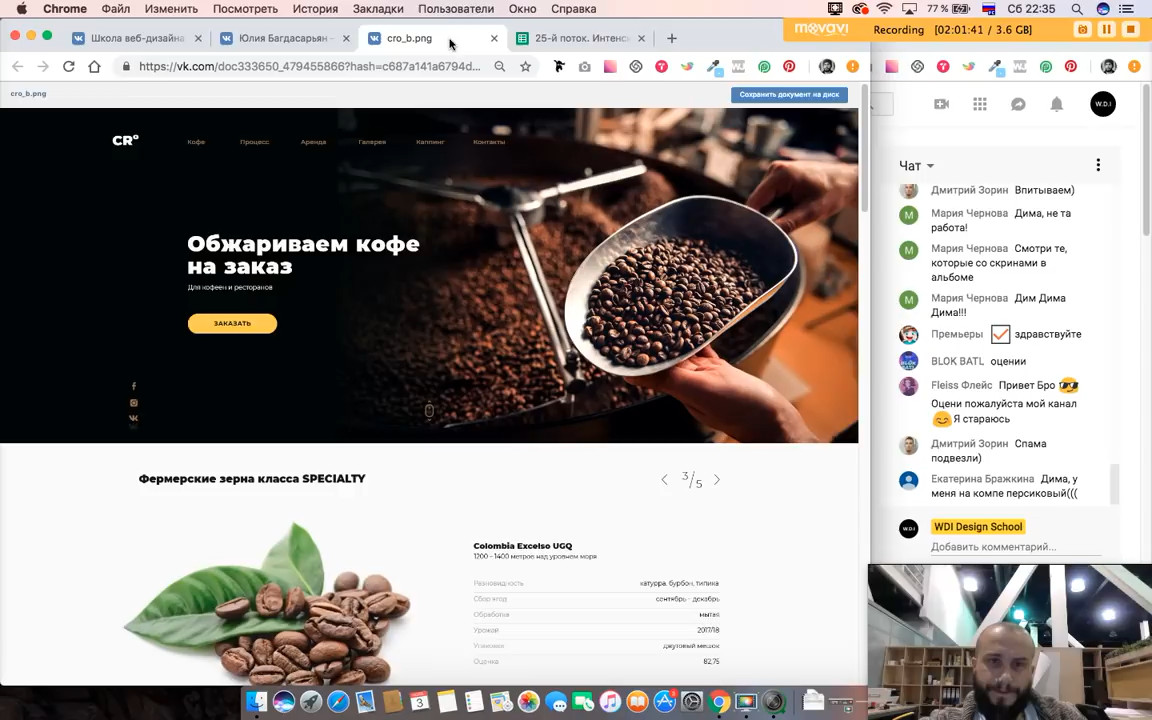 Chrome Файл Изменить Посмотреть История Закладки Пользователи Окно Справка 77 % Сб 22:35
movavi Recording [02:01:41 / 3.6 GB]
Школа веб-дизайна
Юлия Багдасарьян –
cro_b.png
25-й поток. Интенс
https://vk.com/doc333650_479455866?hash=c687a141a6794d...
cro_b.png
Сохранить документ на диск
CR°
Кофе Процесс Аренда Галерея Каппинг Контакты
Обжариваем кофе
на заказ
Для кофеен и ресторанов
ЗАКАЗАТЬ
Фермерские зерна класса SPECIALTY
3/5
Colombia Excelso UGQ
1200 - 1400 метров над уровнем моря
Разновидность катурра, бурбон, типика
Сбор ягод сентябрь - декабрь
Обработка мытая
Урожай 2017/18
Упаковка джутовый мешок
Оценка 82,75
W.D.I
Чат
Дмитрий Зорин Впитываем)
М Мария Чернова Дима, не та
работа!
М Мария Чернова Смотри те,
которые со скринами в
альбоме
М Мария Чернова Дим Дима
Дима!!!
Премьеры здравствуйте
BLOK BATL оцении
Fleiss Флейс Привет Бро
Оцени пожалуйста мой канал
Я стараюсь
Дмитрий Зорин Спама
подвезли)
Екатерина Бражкина Дима, у
меня на компе персиковый(((
WDI Design School
Добавить комментарий...